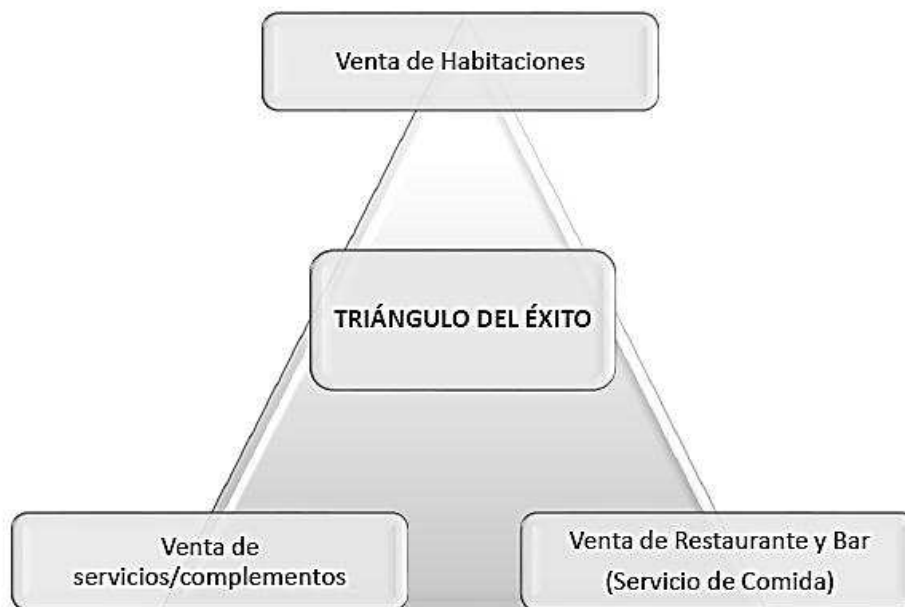 Venta de Habitaciones
TRIÁNGULO DEL ÉXITO
Venta de
servicios/complementos
Venta de Restaurante y Bar
(Servicio de Comida)